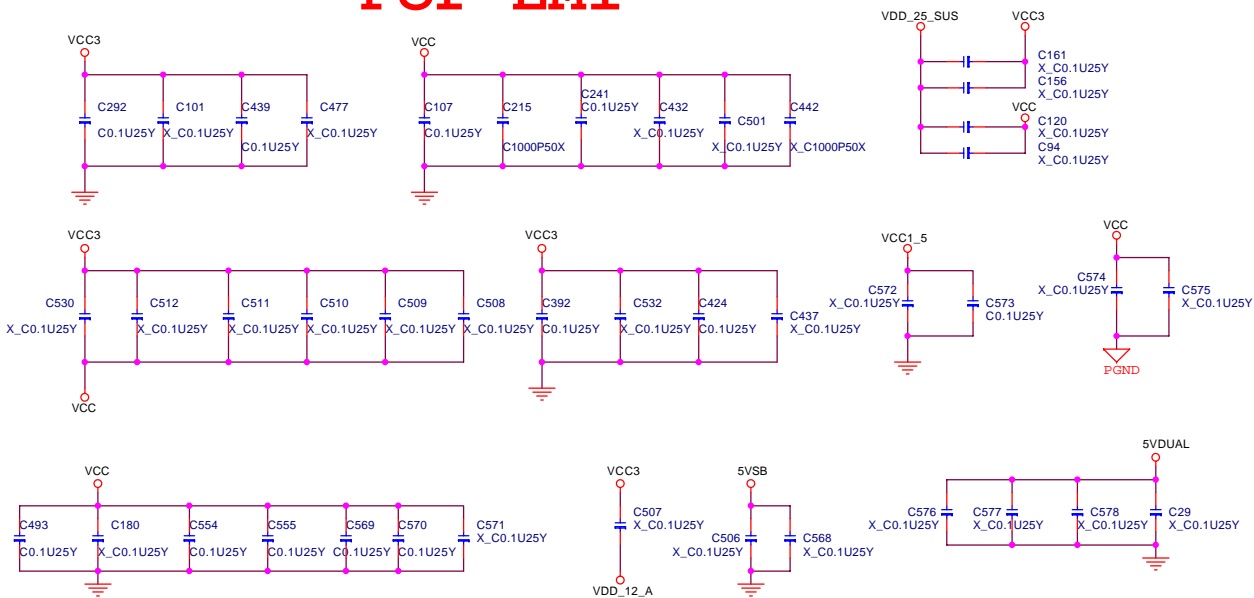 FOR EMI
VCC3
C292
C0.1U25Y
C101
X_C0.1U25Y
C439
C0.1U25Y
C477
X_C0.1U25Y
VCC
C107
C0.1U25Y
C215
C1000P50X
C241
C0.1U25Y
C432
X_C0.1U25Y
C501
X_C0.1U25Y
C442
X_C1000P50X
VDD_25_SUS
VCC3
C161
X_C0.1U25Y
C156
X_C0.1U25Y
VCC
C120
X_C0.1U25Y
C94
X_C0.1U25Y
VCC3
C530
X_C0.1U25Y
C512
X_C0.1U25Y
C511
X_C0.1U25Y
C510
X_C0.1U25Y
C509
X_C0.1U25Y
C508
X_C0.1U25Y
VCC
VCC3
C392
C0.1U25Y
C532
X_C0.1U25Y
C424
C0.1U25Y
C437
X_C0.1U25Y
VCC1_5
C572
X_C0.1U25Y
C573
C0.1U25Y
VCC
C574
X_C0.1U25Y
C575
X_C0.1U25Y
PGND
VCC
C493
C0.1U25Y
C180
X_C0.1U25Y
C554
C0.1U25Y
C555
C0.1U25Y
C569
C0.1U25Y
C570
C0.1U25Y
C571
X_C0.1U25Y
VCC3
C507
X_C0.1U25Y
VDD_12_A
5VSB
C506
X_C0.1U25Y
C568
X_C0.1U25Y
5VDUAL
C576
X_C0.1U25Y
C577
X_C0.1U25Y
C578
X_C0.1U25Y
C29
X_C0.1U25Y